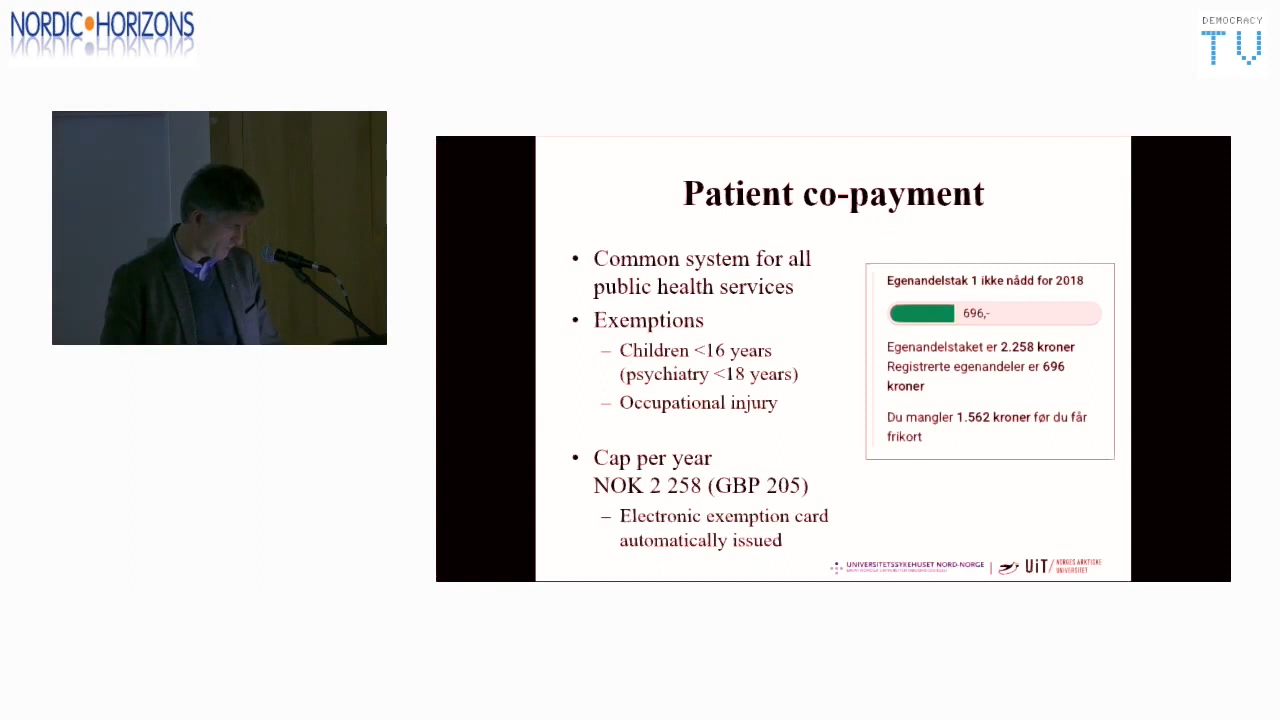 NORDIC HORIZONS
DEMOCRACY
TV
Patient co-payment
• Common system for all
public health services
• Exemptions
– Children <16 years
(psychiatry <18 years)
– Occupational injury
• Cap per year
NOK 2 258 (GBP 205)
– Electronic exemption card
automatically issued
Egenandelstak 1 ikke nådd for 2018
696,-
Egenandelstaket er 2.258 kroner
Registrerte egenandeler er 696
kroner
Du mangler 1.562 kroner før du får
frikort
UNIVERSITETSSYKEHUSET NORD-NORGE
UiT/ NORGES ARKTISKE
UNIVERSITET